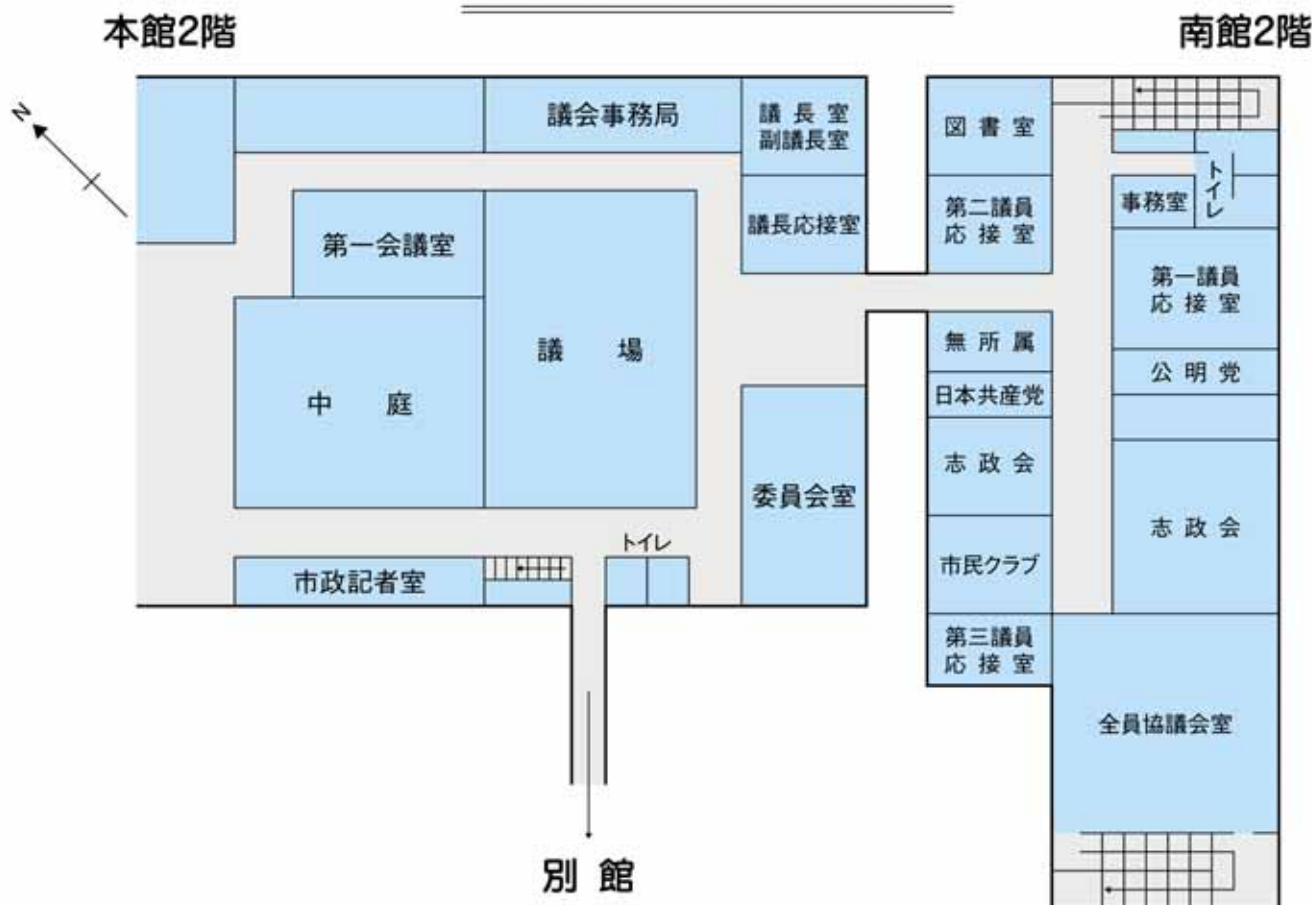 本館2階
南館2階
N
議会事務局
議長室
副議長室
議長応接室
第一会議室
議場
中庭
委員会室
市政記者室
トイレ
別館
図書室
第二議員
応接室
トイレ
事務室
第一議員
応接室
無所属
公明党
日本共産党
志政会
志政会
市民クラブ
第三議員
応接室
全員協議会室